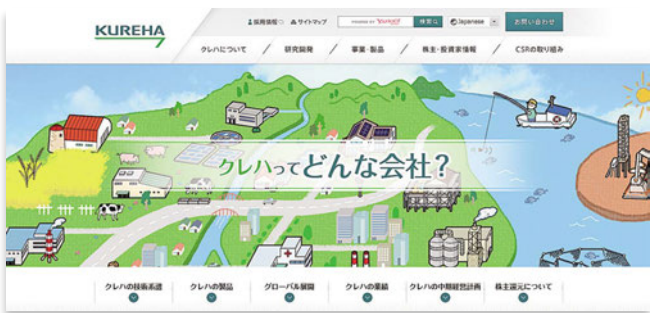 KUREHA
採用情報 サイトマップ POWERED BY YAHOO! 検索 Japanese お問い合わせ
クレハについて / 研究開発 / 事業・製品 / 株主・投資家情報 / CSRの取り組み
クレハってどんな会社?
クレハの技術系譜 クレハの製品 グローバル展開 クレハの業績 クレハの中期経営計画 株主還元について